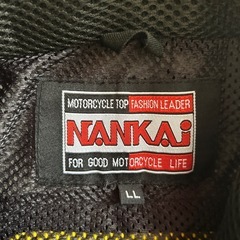 MOTORCYCLE TOP FASHION LEADER
NANKAi
FOR GOOD MOTORCYCLE LIFE
LL